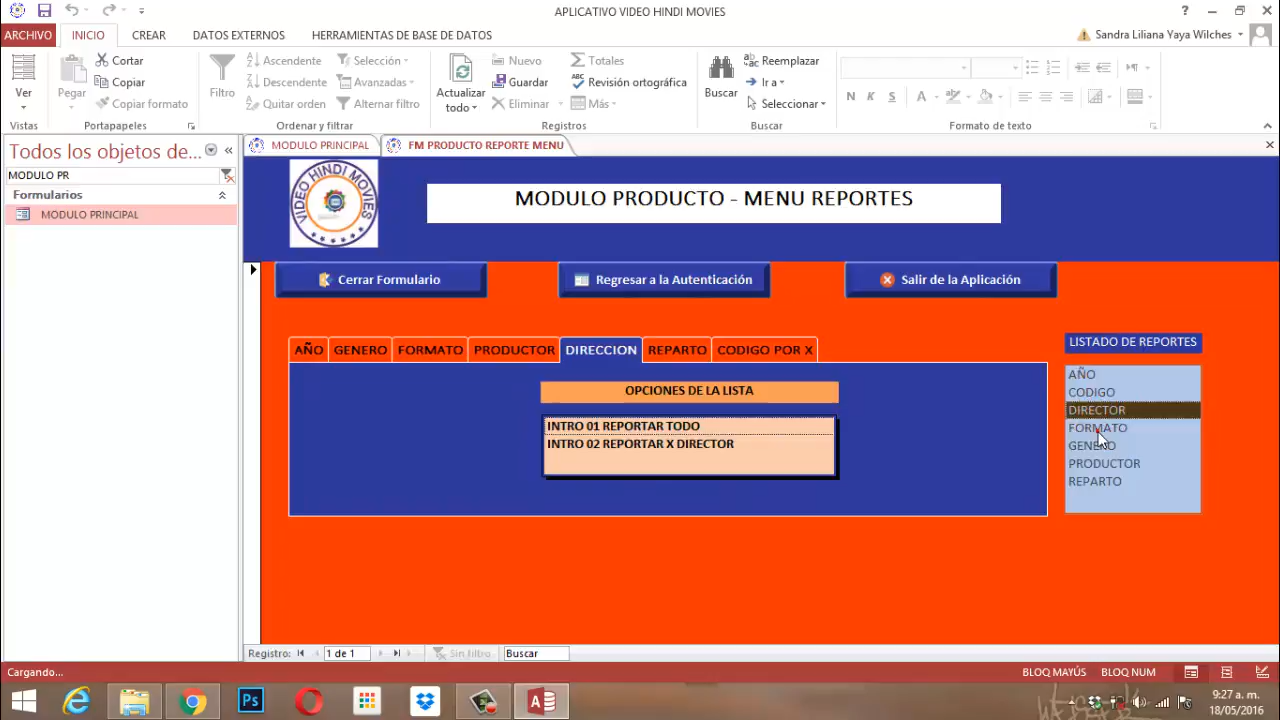 APLICATIVO VIDEO HINDI MOVIES
?
ARCHIVO INICIO CREAR DATOS EXTERNOS HERRAMIENTAS DE BASE DE DATOS Sandra Liliana Yaya Wilches
Ver
Vistas
Pegar
Cortar
Copiar
Copiar formato
Portapapeles
Filtro
Ascendente
Descendente
Quitar orden
Selección
Avanzadas
Alternar filtro
Ordenar y filtrar
Actualizar todo
Nuevo
Guardar
Eliminar
Totales
Revisión ortográfica
Más
Registros
Buscar
Reemplazar
Ir a
Seleccionar
Buscar
N K S A
Formato de texto
Todos los objetos de...
MODULO PR
Formularios
MODULO PRINCIPAL
MODULO PRINCIPAL FM PRODUCTO REPORTE MENU
VIDEO HINDI MOVIES
MODULO PRODUCTO - MENU REPORTES
Cerrar Formulario Regresar a la Autenticación Salir de la Aplicación
AÑO GENERO FORMATO PRODUCTOR DIRECCION REPARTO CODIGO POR X
OPCIONES DE LA LISTA
INTRO 01 REPORTAR TODO
INTRO 02 REPORTAR X DIRECTOR
LISTADO DE REPORTES
AÑO
CODIGO
DIRECTOR
FORMATO
GENERO
PRODUCTOR
REPARTO
Registro: 1 de 1 Sin filtro Buscar
Cargando... BLOQ MAYÚS BLOQ NUM
Ps
9:27 a. m.
18/05/2016